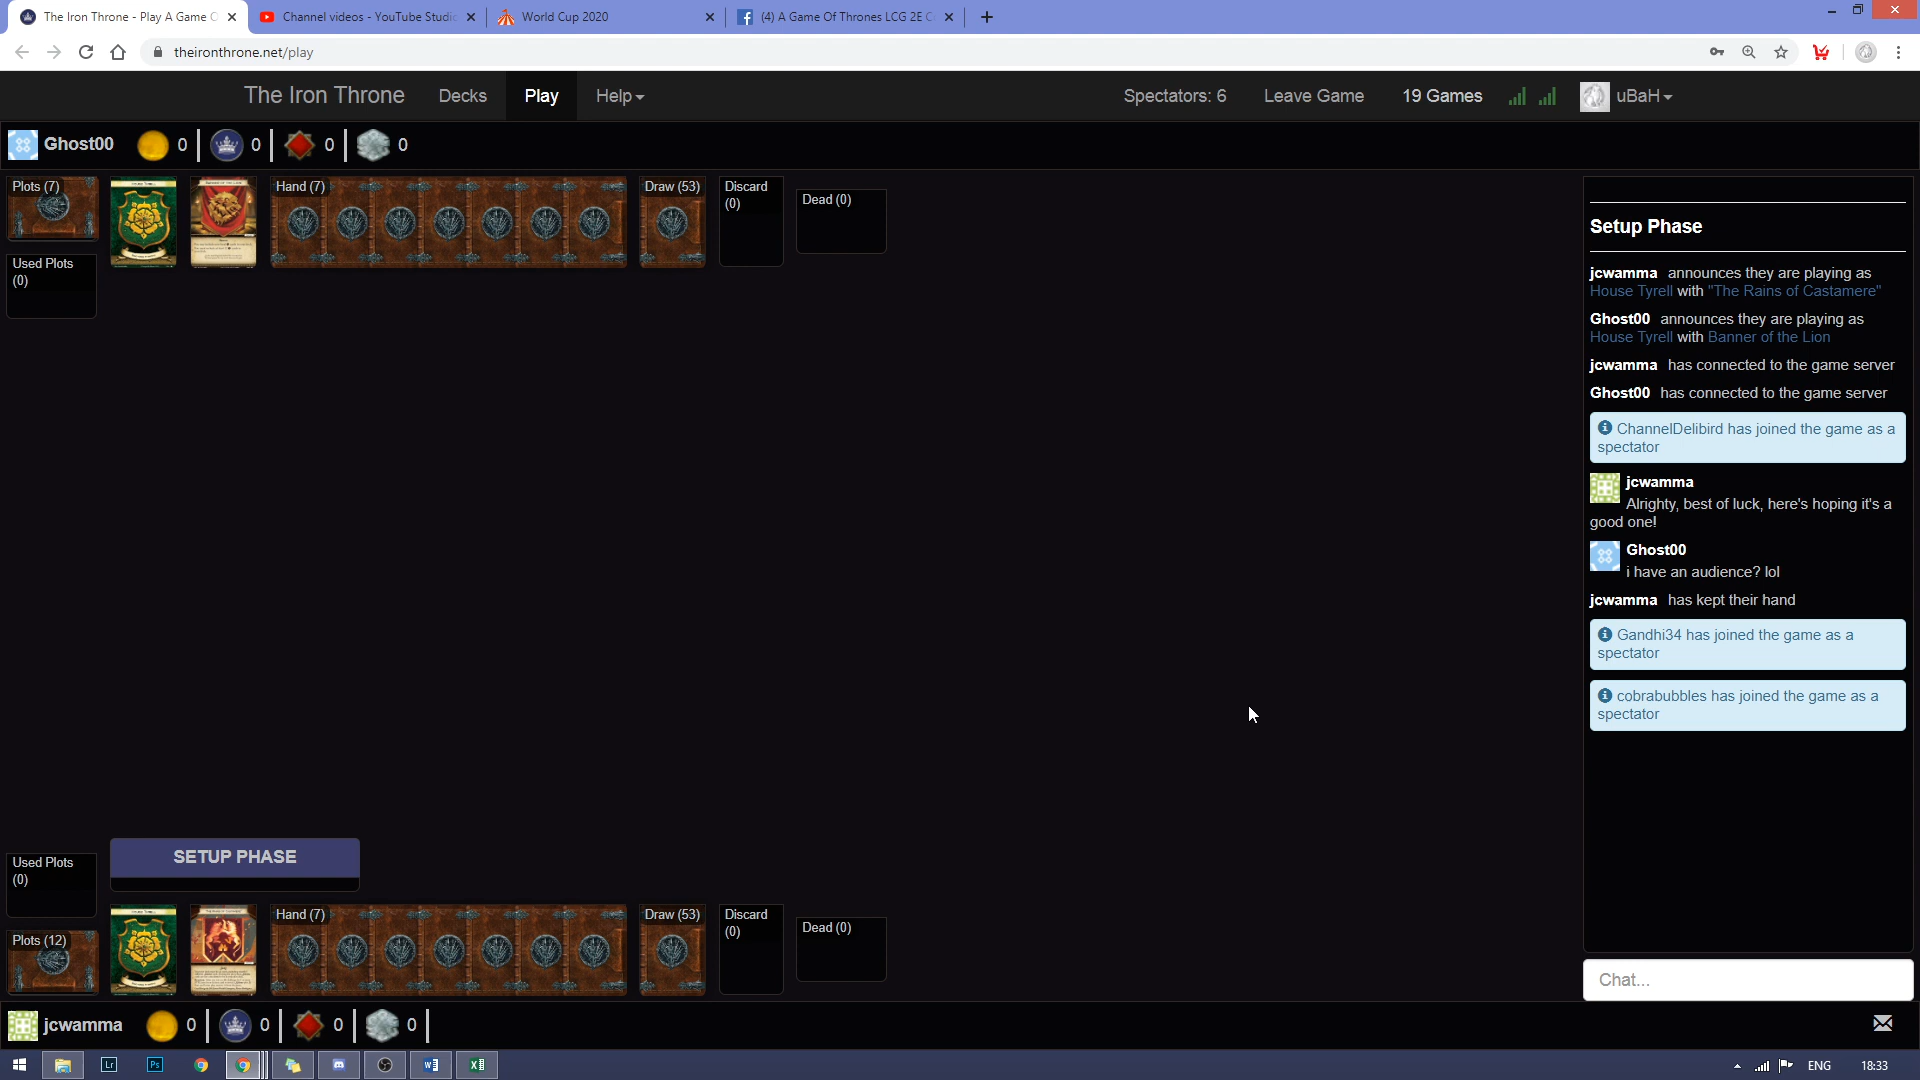 The Iron Throne - Play A Game O
Channel videos - YouTube Studio
World Cup 2020
(4) A Game Of Thrones LCG 2E C
theironthrone.net/play
The Iron Throne
Decks
Play
Help
Spectators: 6
Leave Game
19 Games
uBaH
Ghost00
0
0
0
0
Plots (7)
Hand (7)
Draw (53)
Discard
(0)
Dead (0)
Used Plots
(0)
Setup Phase
jcwamma announces they are playing as
House Tyrell with "The Rains of Castamere"
Ghost00 announces they are playing as
House Tyrell with Banner of the Lion
jcwamma has connected to the game server
Ghost00 has connected to the game server
ChannelDelibird has joined the game as a
spectator
jcwamma
Alrighty, best of luck, here's hoping it's a
good one!
Ghost00
i have an audience? lol
jcwamma has kept their hand
Gandhi34 has joined the game as a
spectator
cobrabubbles has joined the game as a
spectator
SETUP PHASE
Used Plots
(0)
Plots (12)
Hand (7)
Draw (53)
Discard
(0)
Dead (0)
Chat...
jcwamma
0
0
0
0
Lr
Ps
ENG
18:33